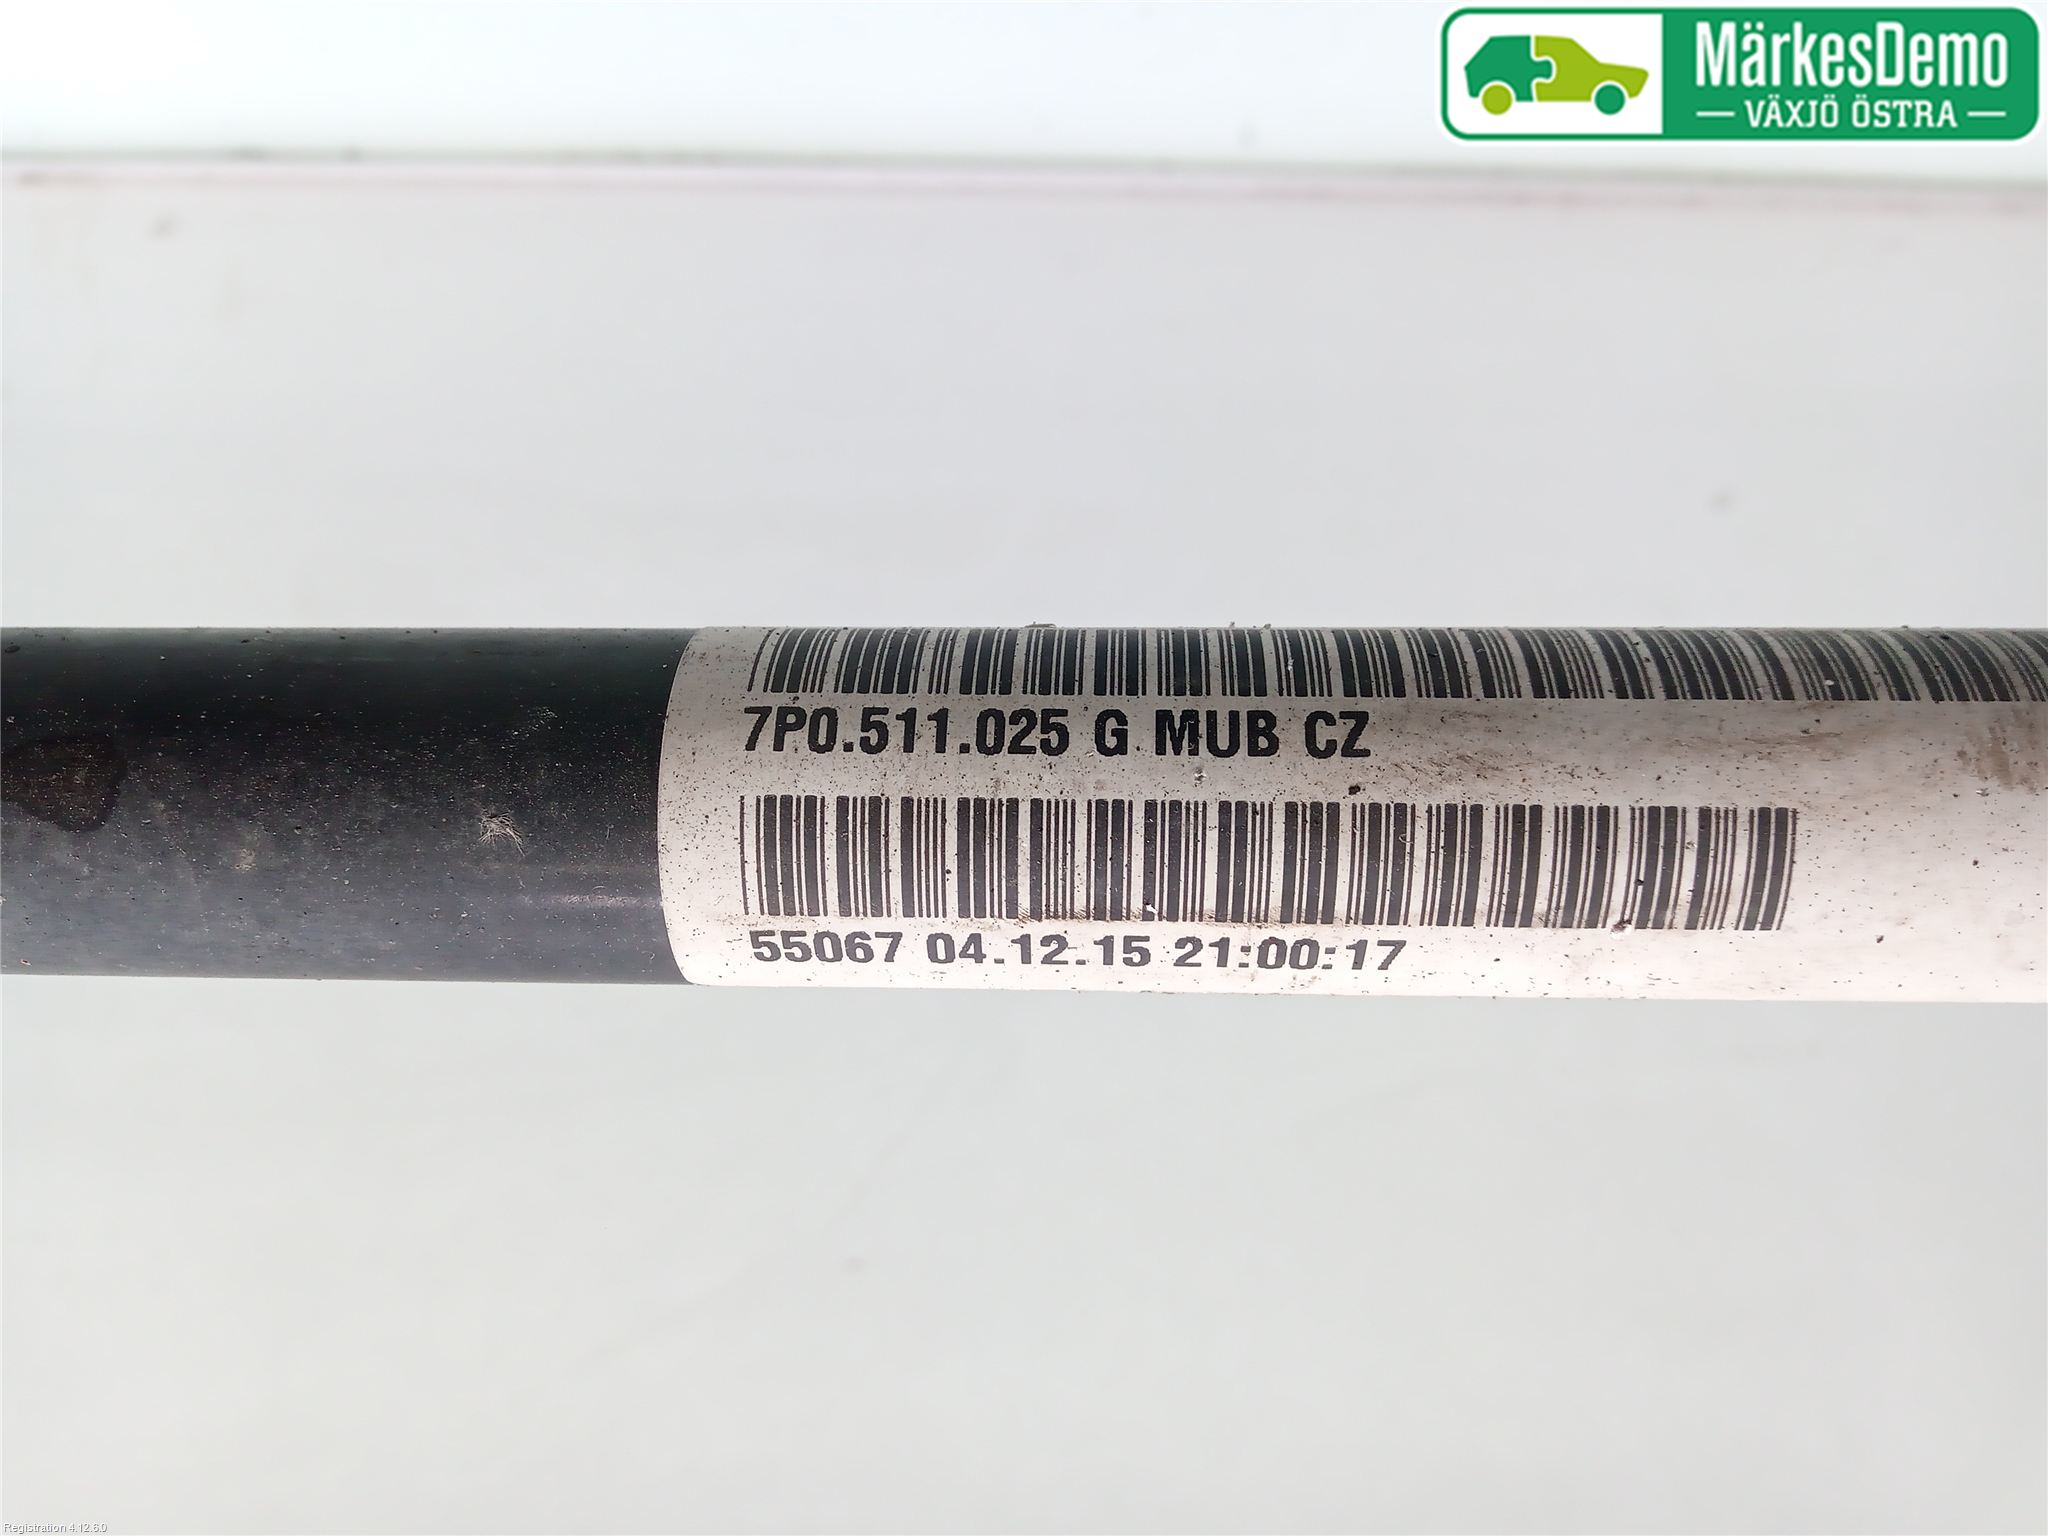 MärkesDemo
VÄXJÖ ÖSTRA
7P0.511.025 G MUB CZ
55067 04.12.15 21:00:17
Registration 4.12.6.0